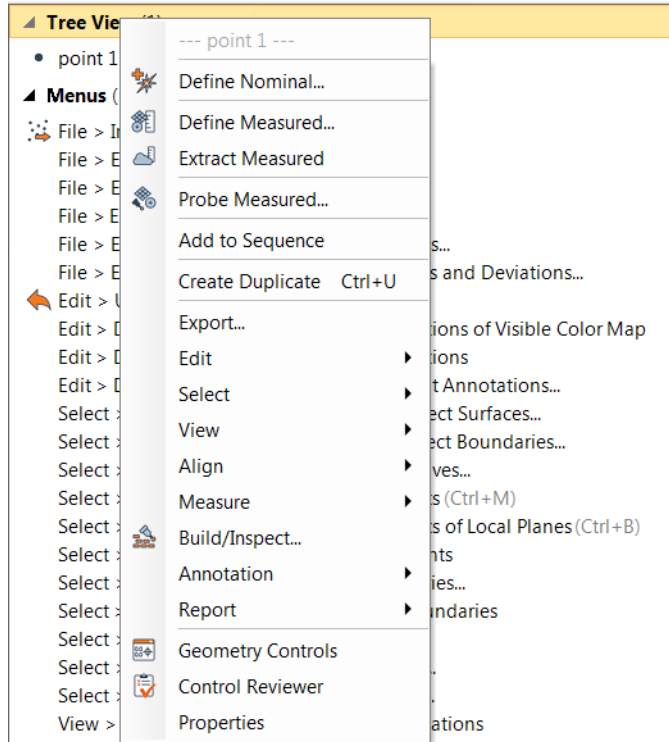 Tree Vie
--- point 1 ---
point 1
Define Nominal...
Menus (
Define Measured...
File > I
Extract Measured
File > E
File > E
Probe Measured...
File > E
File > E
Add to Sequence
s...
File > E
Create Duplicate Ctrl+U
s and Deviations...
Edit >
Export...
Edit > D
tions of Visible Color Map
Edit > D
Edit
tions
Edit > D
t Annotations...
Select >
Select
ect Surfaces...
Select >
View
ect Boundaries...
Select >
Align
ves...
Select >
Measure
s (Ctrl+M)
Select >
Build/Inspect...
ts of Local Planes (Ctrl+B)
Select >
nts
Select >
Annotation
ies...
Select >
Report
undaries
Select >
Geometry Controls
Select >
Control Reviewer
Select >
View >
Properties
ations